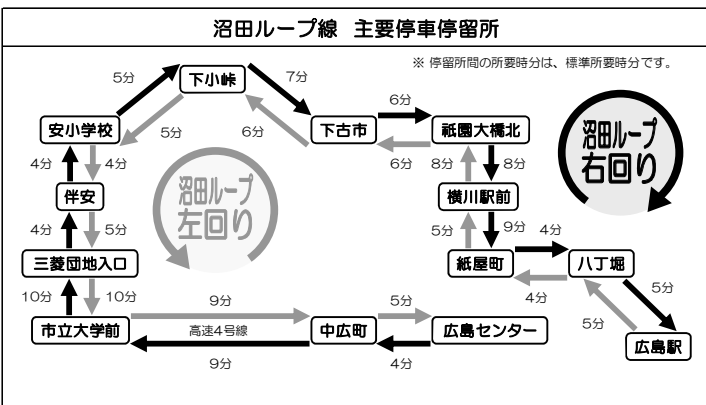 沼田ループ線 主要停車停留所
※ 停留所間の所要時分は、標準所要時分です。
5分
下小峠
7分
6分
安小学校
5分
6分
下古市
祇園大橋北
6分
4分
4分
8分
8分
沼田ループ
右回り
伴安
沼田ループ
左回り
横川駅前
4分
5分
5分
9分
4分
三菱団地入口
紙屋町
八丁堀
4分
5分
10分
10分
9分
5分
5分
市立大学前
高速4号線
中広町
広島センター
広島駅
9分
4分